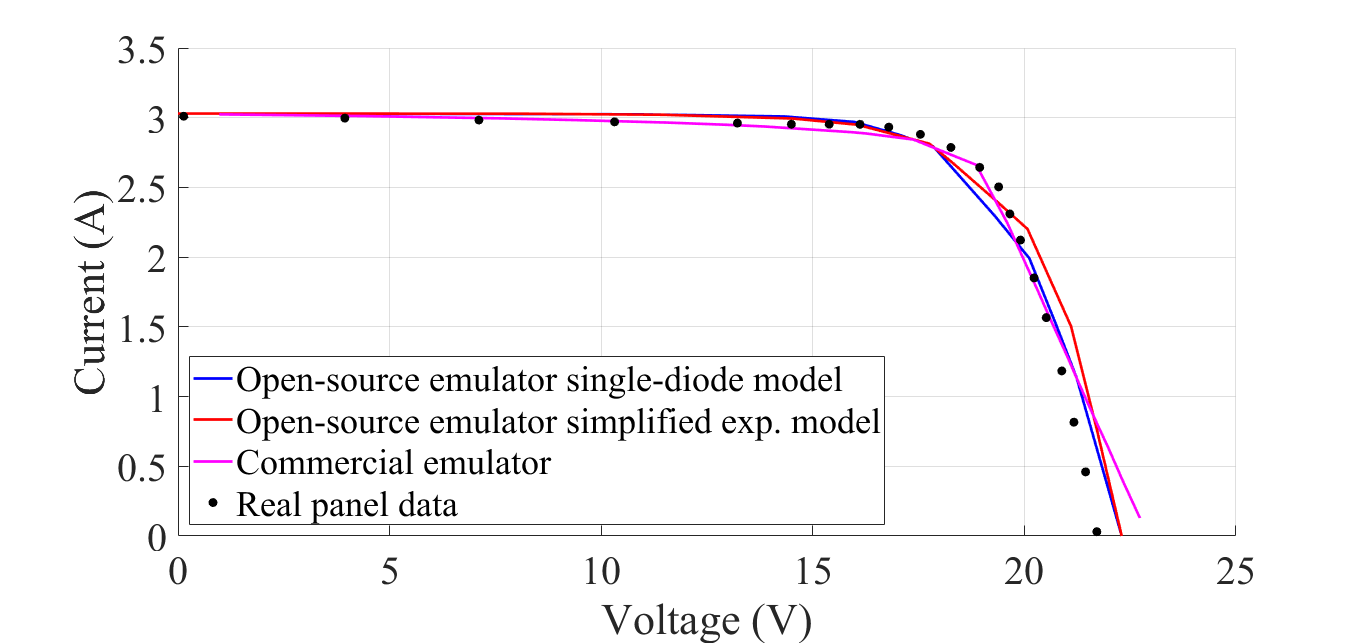 3.5
3
2.5
2
1.5
1
0.5
0
Current (A)
Open-source emulator single-diode model
Open-source emulator simplified exp. model
Commercial emulator
Real panel data
0 5 10 15 20 25
Voltage (V)